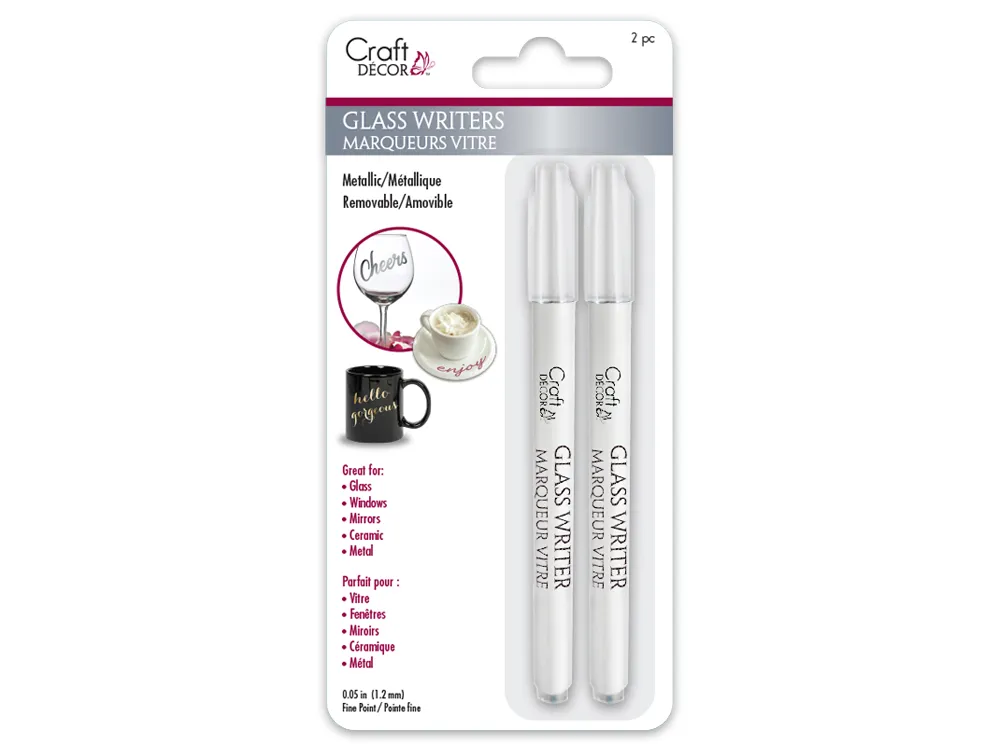 Craft
DÉCOR
2 pc
GLASS WRITERS
MARQUEURS VITRE
Metallic/Métallique
Removable/Amovible
Cheers
enjoy
hello
gorgeous
Great for:
• Glass
• Windows
• Mirrors
• Ceramic
• Metal
Parfait pour :
• Vitre
• Fenêtres
• Miroirs
• Céramique
• Métal
0.05 in (1.2 mm)
Fine Point / Pointe fine
Craft
DÉCOR
GLASS WRITER
MARQUEUR VITRE
Craft
DÉCOR
GLASS WRITER
MARQUEUR VITRE